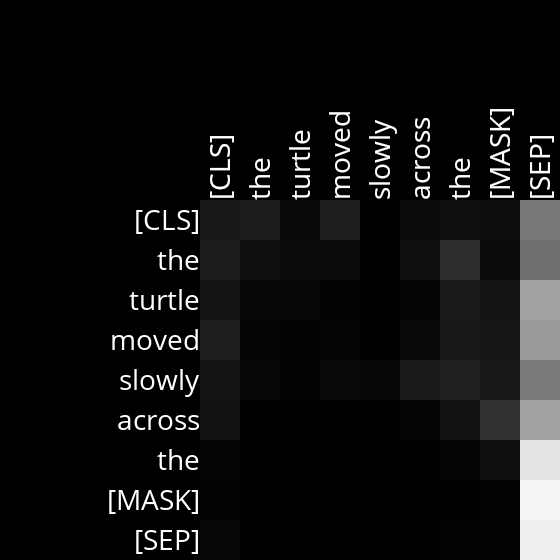 [CLS] the turtle moved slowly across the [MASK] [SEP]
[CLS]
the
turtle
moved
slowly
across
the
[MASK]
[SEP]